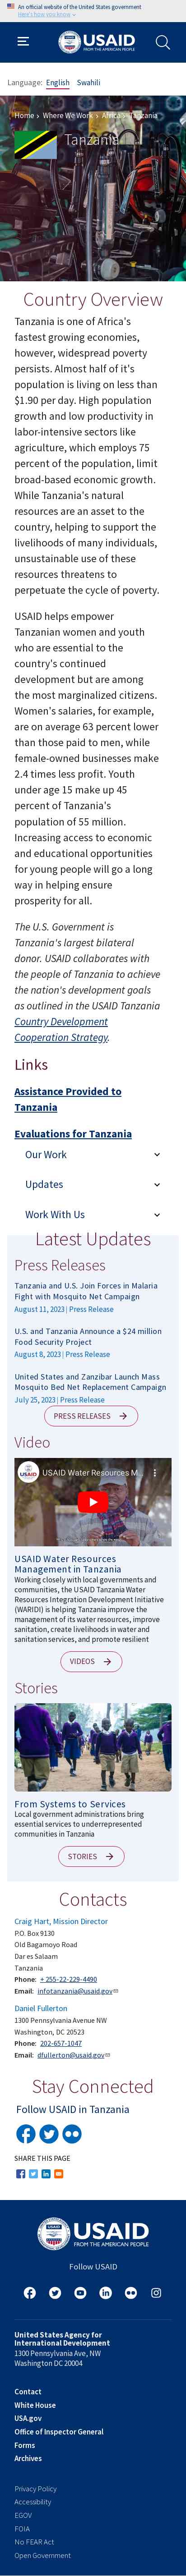 An official website of the United States government
Here's how you know
USAID
FROM THE AMERICAN PEOPLE
Language: English Swahili
Home › Where We Work › Africa › Tanzania
Tanzania
Country Overview
Tanzania is one of Africa's
fastest growing economies,
however, widespread poverty
persists. Almost half of it's
population is living on less than
$1.90 per day. High population
growth and low productivity in
labor-intensive sectors like
agriculture, which employs 75
percent of the population, limit
broad-based economic growth.
While Tanzania's natural
resources are an asset to the
country and help to support the
livelihoods of many individuals,
unsustainable use of these
resources threatens to
perpetuate the cycle of poverty.
USAID helps empower
Tanzanian women and youth
who are essential to the
country's continued
development but are among
the most marginalized citizens.
Women's salaries, for example,
are on average 63 percent lower
than those for men, while
female-owned businesses make
2.4 times less profit. Youth
under age 15 make up 45
percent of Tanzania's
population of 55 million.
Increasing access to economic
and educational opportunities
for young people will go a long
way in helping ensure
prosperity for all.
The U.S. Government is
Tanzania's largest bilateral
donor. USAID collaborates with
the people of Tanzania to achieve
the nation's development goals
as outlined in the USAID Tanzania
Country Development
Cooperation Strategy.
Links
Assistance Provided to
Tanzania
Evaluations for Tanzania
Our Work
Updates
Work With Us
Latest Updates
Press Releases
Tanzania and U.S. Join Forces in Malaria
Fight with Mosquito Net Campaign
August 11, 2023 | Press Release
U.S. and Tanzania Announce a $24 million
Food Security Project
August 8, 2023 | Press Release
United States and Zanzibar Launch Mass
Mosquito Bed Net Replacement Campaign
July 25, 2023 | Press Release
PRESS RELEASES
Video
USAID Water Resources M...
USAID Water Resources
Management in Tanzania
Working closely with local governments and
communities, the USAID Tanzania Water
Resources Integration Development Initiative
(WARIDI) is helping Tanzania improve the
management of its water resources, improve
sanitation, create livelihoods in water and
sanitation services, and promote resilient
VIDEOS
Stories
From Systems to Services
Local government administrations bring
essential services to underrepresented
communities in Tanzania
STORIES
Contacts
Craig Hart, Mission Director
P.O. Box 9130
Old Bagamoyo Road
Dar es Salaam
Tanzania
Phone: + 255-22-229-4490
Email: infotanzania@usaid.gov
Daniel Fullerton
1300 Pennsylvania Avenue NW
Washington, DC 20523
Phone: 202-657-1047
Email: dfullerton@usaid.gov
Stay Connected
Follow USAID in Tanzania
SHARE THIS PAGE
USAID
FROM THE AMERICAN PEOPLE
Follow USAID
United States Agency for
International Development
1300 Pennsylvania Ave, NW
Washington DC 20004
Contact
White House
USA.gov
Office of Inspector General
Forms
Archives
Privacy Policy
Accessibility
EGOV
FOIA
No FEAR Act
Open Government